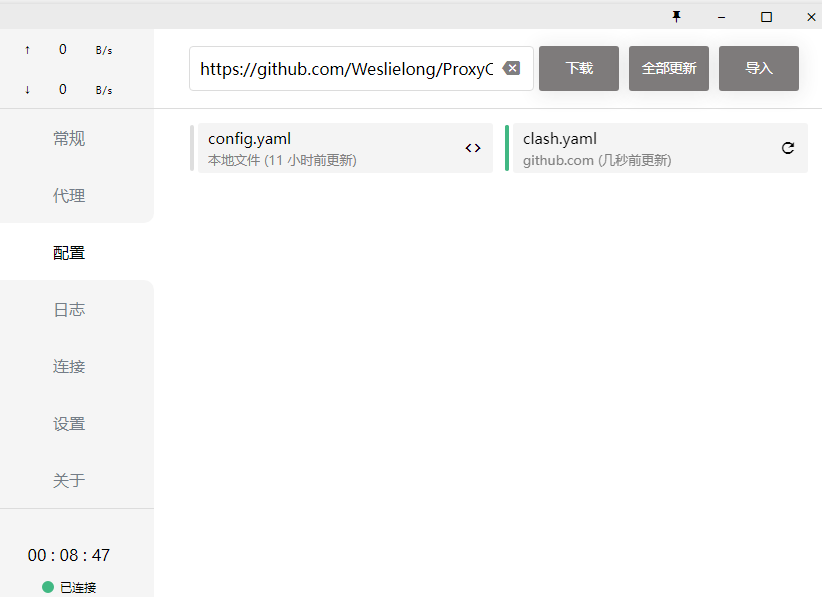 ↑ 0 B/s
↓ 0 B/s
https://github.com/Weslielong/ProxyC
下载
全部更新
导入
常规
代理
配置
日志
连接
设置
关于
config.yaml
本地文件 (11 小时前更新)
clash.yaml
github.com (几秒前更新)
00 : 08 : 47
已连接